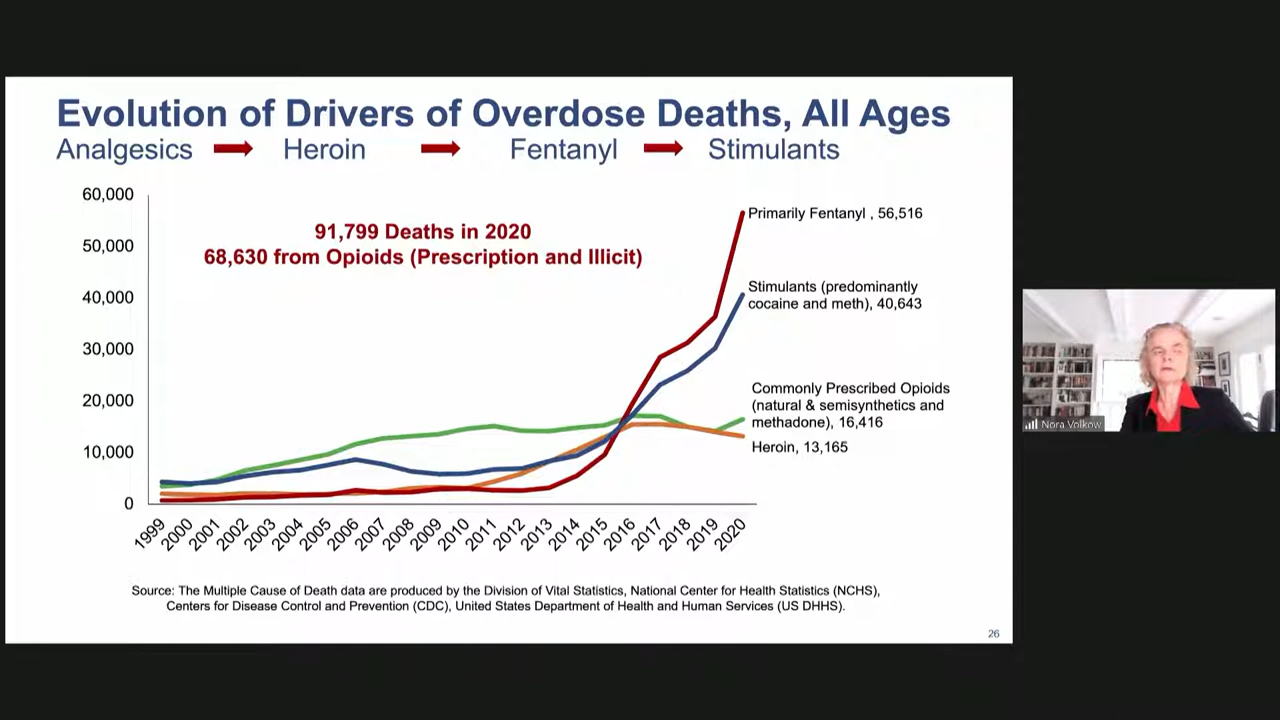 Evolution of Drivers of Overdose Deaths, All Ages
Analgesics Heroin Fentanyl Stimulants
60,000
50,000
40,000
30,000
20,000
10,000
0
91,799 Deaths in 2020
68,630 from Opioids (Prescription and Illicit)
Primarily Fentanyl , 56,516
Stimulants (predominantly
cocaine and meth), 40,643
Commonly Prescribed Opioids
(natural & semisynthetics and
methadone), 16,416
Heroin, 13,165
1999
2000
2001
2002
2003
2004
2005
2006
2007
2008
2009
2010
2011
2012
2013
2014
2015
2016
2017
2018
2019
2020
Source: The Multiple Cause of Death data are produced by the Division of Vital Statistics, National Center for Health Statistics (NCHS),
Centers for Disease Control and Prevention (CDC), United States Department of Health and Human Services (US DHHS).
26
Nora Volkow